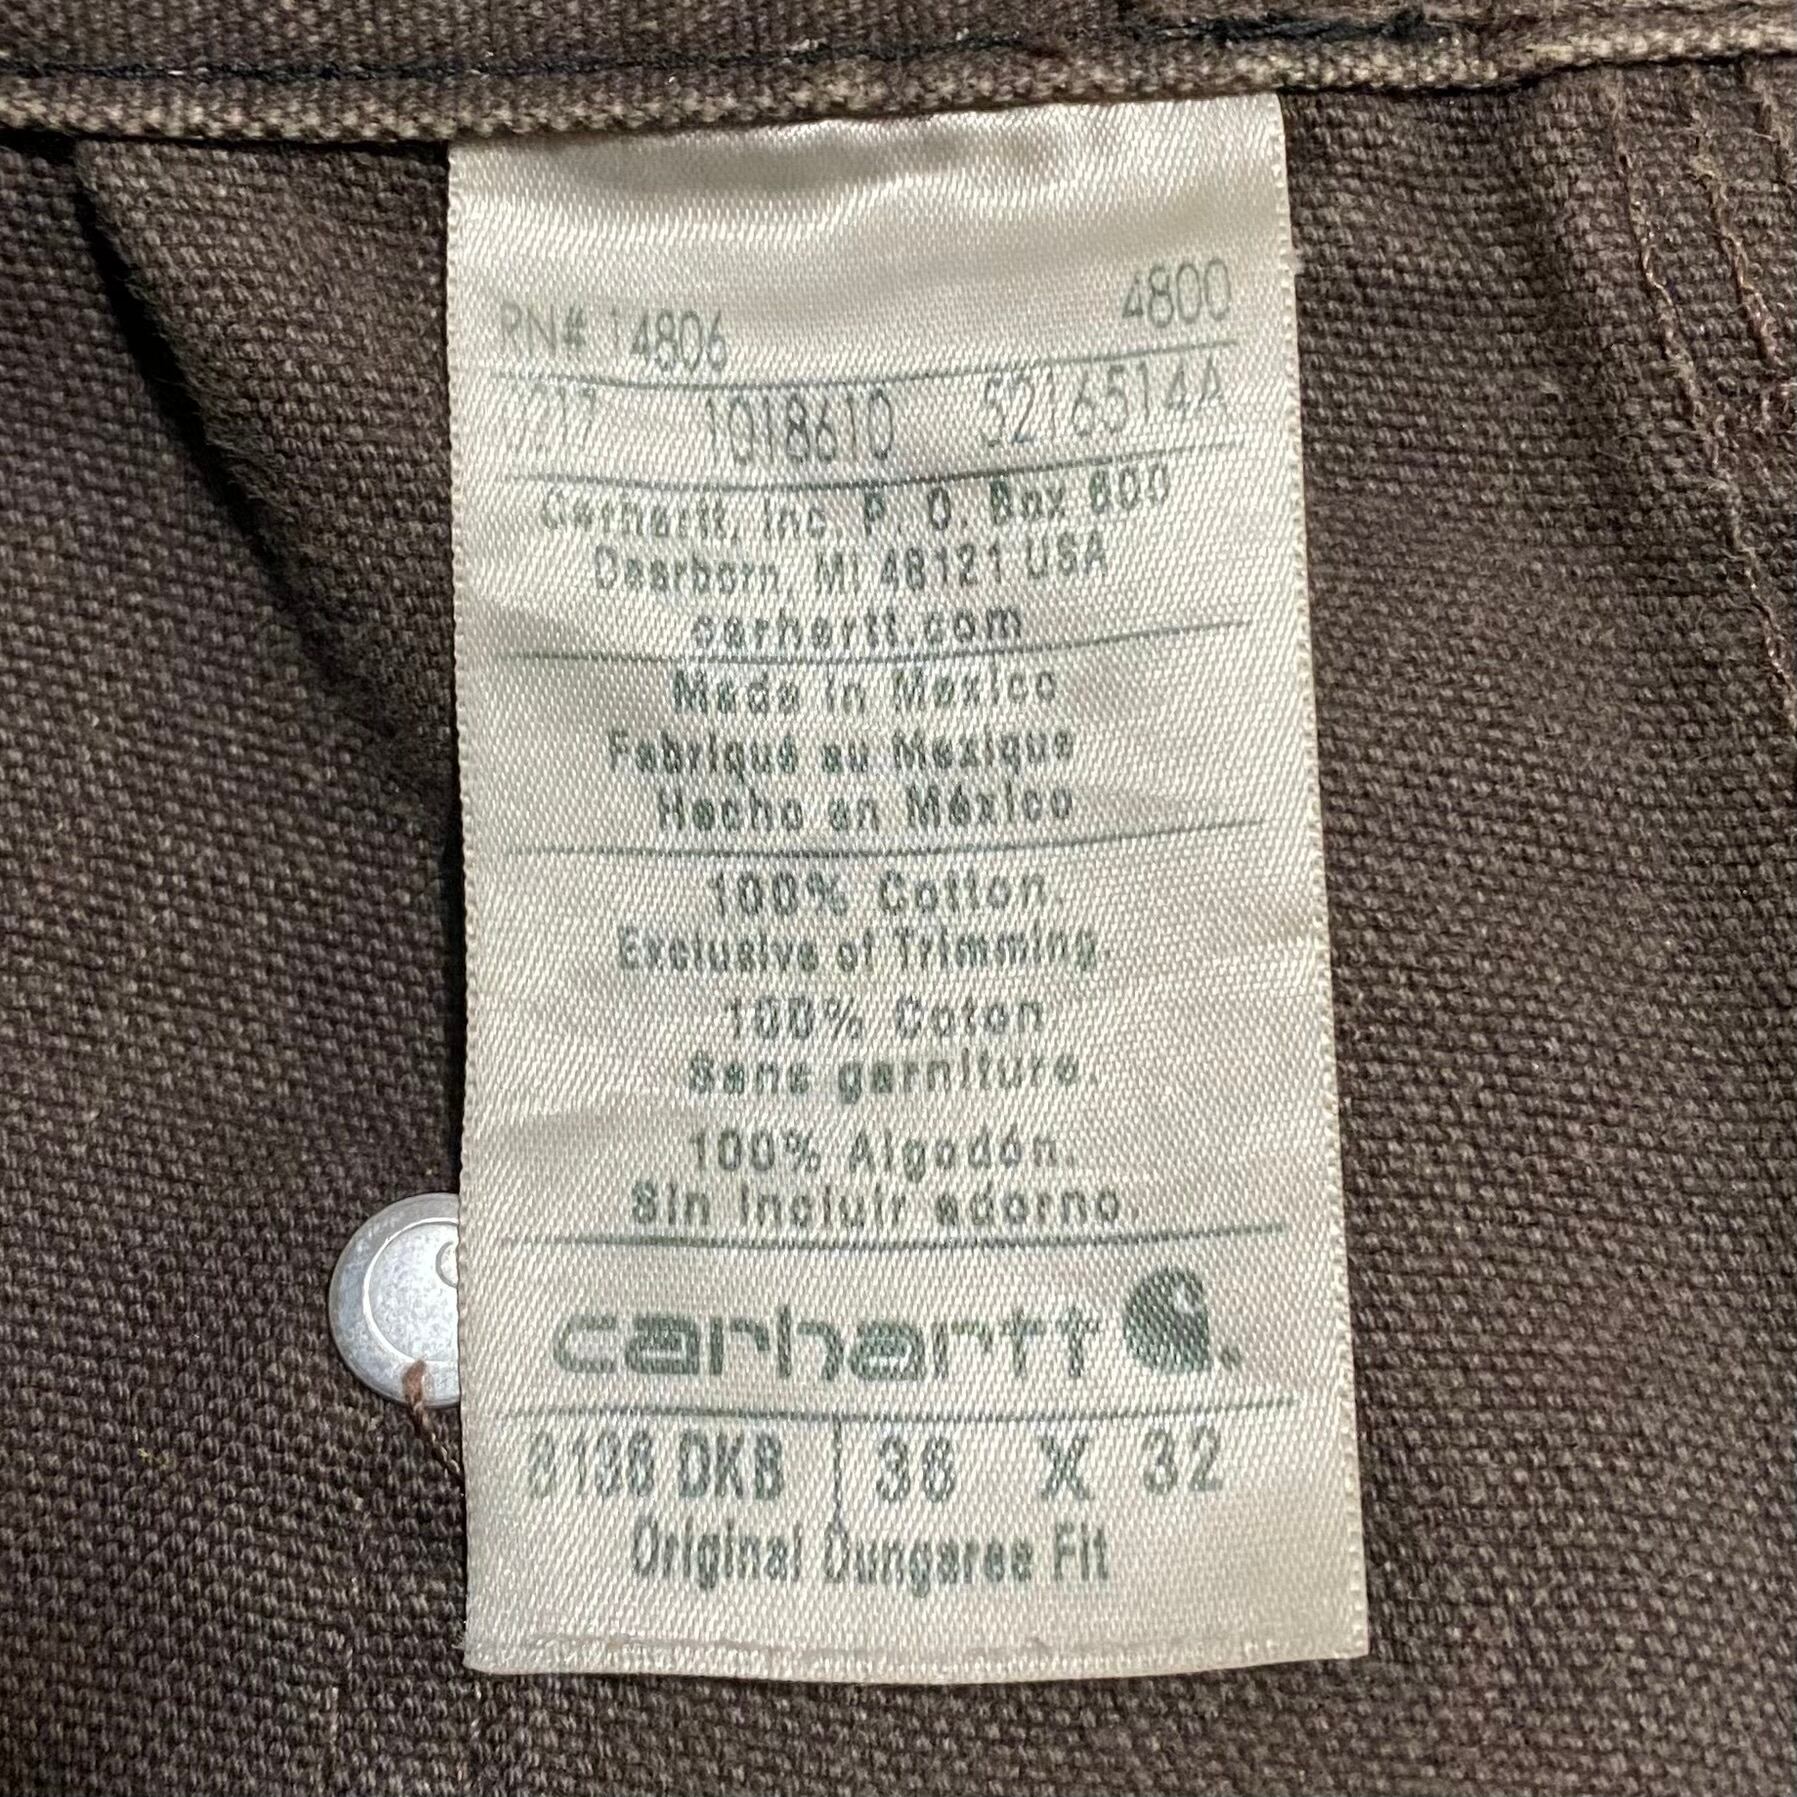 RN# 14806 4800
1018610 5216514A
Carhartt, Inc. P. O. Box 600
Dearborn, MI 48121 USA
carhartt.com
Made in Mexico
Fabriqué au Mexique
Hecho en México
100% Cotton.
Exclusive of Trimming
100% Coton
Sans garniture.
100% Algodón.
Sin incluir adorno
carhartt
DKB 36 X 32
Original Dungaree Fit